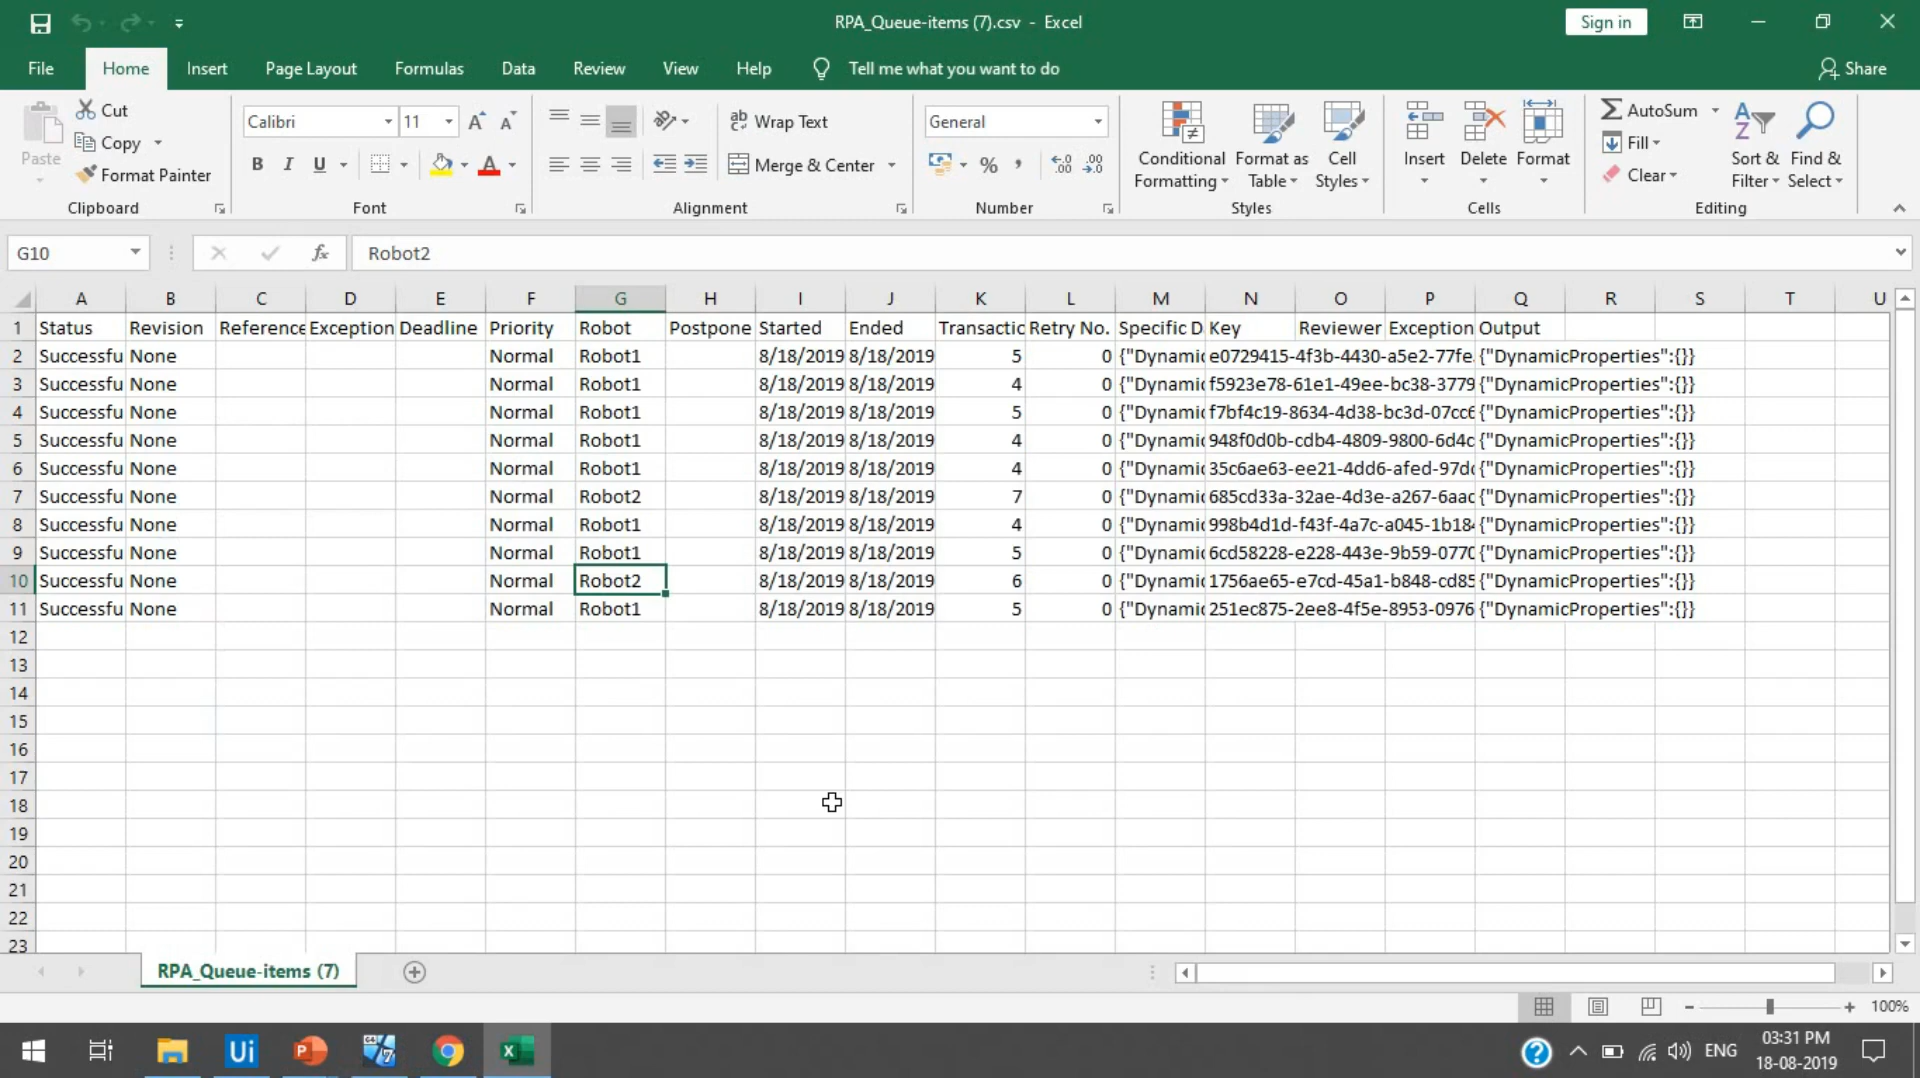 RPA_Queue-items (7).csv - Excel
Sign in
File Home Insert Page Layout Formulas Data Review View Help Tell me what you want to do Share
Paste
Cut
Copy
Format Painter
Clipboard
Calibri 11
B I U
Font
Wrap Text
Merge & Center
Alignment
General
Number
Conditional Formatting
Format as Table
Cell Styles
Styles
Insert Delete Format
Cells
AutoSum
Fill
Clear
Sort & Filter
Find & Select
Editing
G10 fx Robot2
A B C D E F G H I J K L M N O P Q R S T U
1 Status Revision Reference Exception Deadline Priority Robot Postpone Started Ended Transactic Retry No. Specific D Key Reviewer Exception Output
2 Successfu None Normal Robot1 8/18/2019 8/18/2019 5 0 {"Dynamic e0729415-4f3b-4430-a5e2-77fe {"DynamicProperties":{}}
3 Successfu None Normal Robot1 8/18/2019 8/18/2019 4 0 {"Dynamic f5923e78-61e1-49ee-bc38-3779 {"DynamicProperties":{}}
4 Successfu None Normal Robot1 8/18/2019 8/18/2019 5 0 {"Dynamic f7bf4c19-8634-4d38-bc3d-07cc6 {"DynamicProperties":{}}
5 Successfu None Normal Robot1 8/18/2019 8/18/2019 4 0 {"Dynamic 948f0d0b-cdb4-4809-9800-6d4c {"DynamicProperties":{}}
6 Successfu None Normal Robot1 8/18/2019 8/18/2019 4 0 {"Dynamic 35c6ae63-ee21-4dd6-afed-97dc {"DynamicProperties":{}}
7 Successfu None Normal Robot2 8/18/2019 8/18/2019 7 0 {"Dynamic 685cd33a-32ae-4d3e-a267-6aac {"DynamicProperties":{}}
8 Successfu None Normal Robot1 8/18/2019 8/18/2019 4 0 {"Dynamic 998b4d1d-f43f-4a7c-a045-1b184 {"DynamicProperties":{}}
9 Successfu None Normal Robot1 8/18/2019 8/18/2019 5 0 {"Dynamic 6cd58228-e228-443e-9b59-0770 {"DynamicProperties":{}}
10 Successfu None Normal Robot2 8/18/2019 8/18/2019 6 0 {"Dynamic 1756ae65-e7cd-45a1-b848-cd85 {"DynamicProperties":{}}
11 Successfu None Normal Robot1 8/18/2019 8/18/2019 5 0 {"Dynamic 251ec875-2ee8-4f5e-8953-0976 {"DynamicProperties":{}}
12
13
14
15
16
17
18
19
20
21
22
23
RPA_Queue-items (7)
100%
Ui
ENG
03:31 PM
18-08-2019